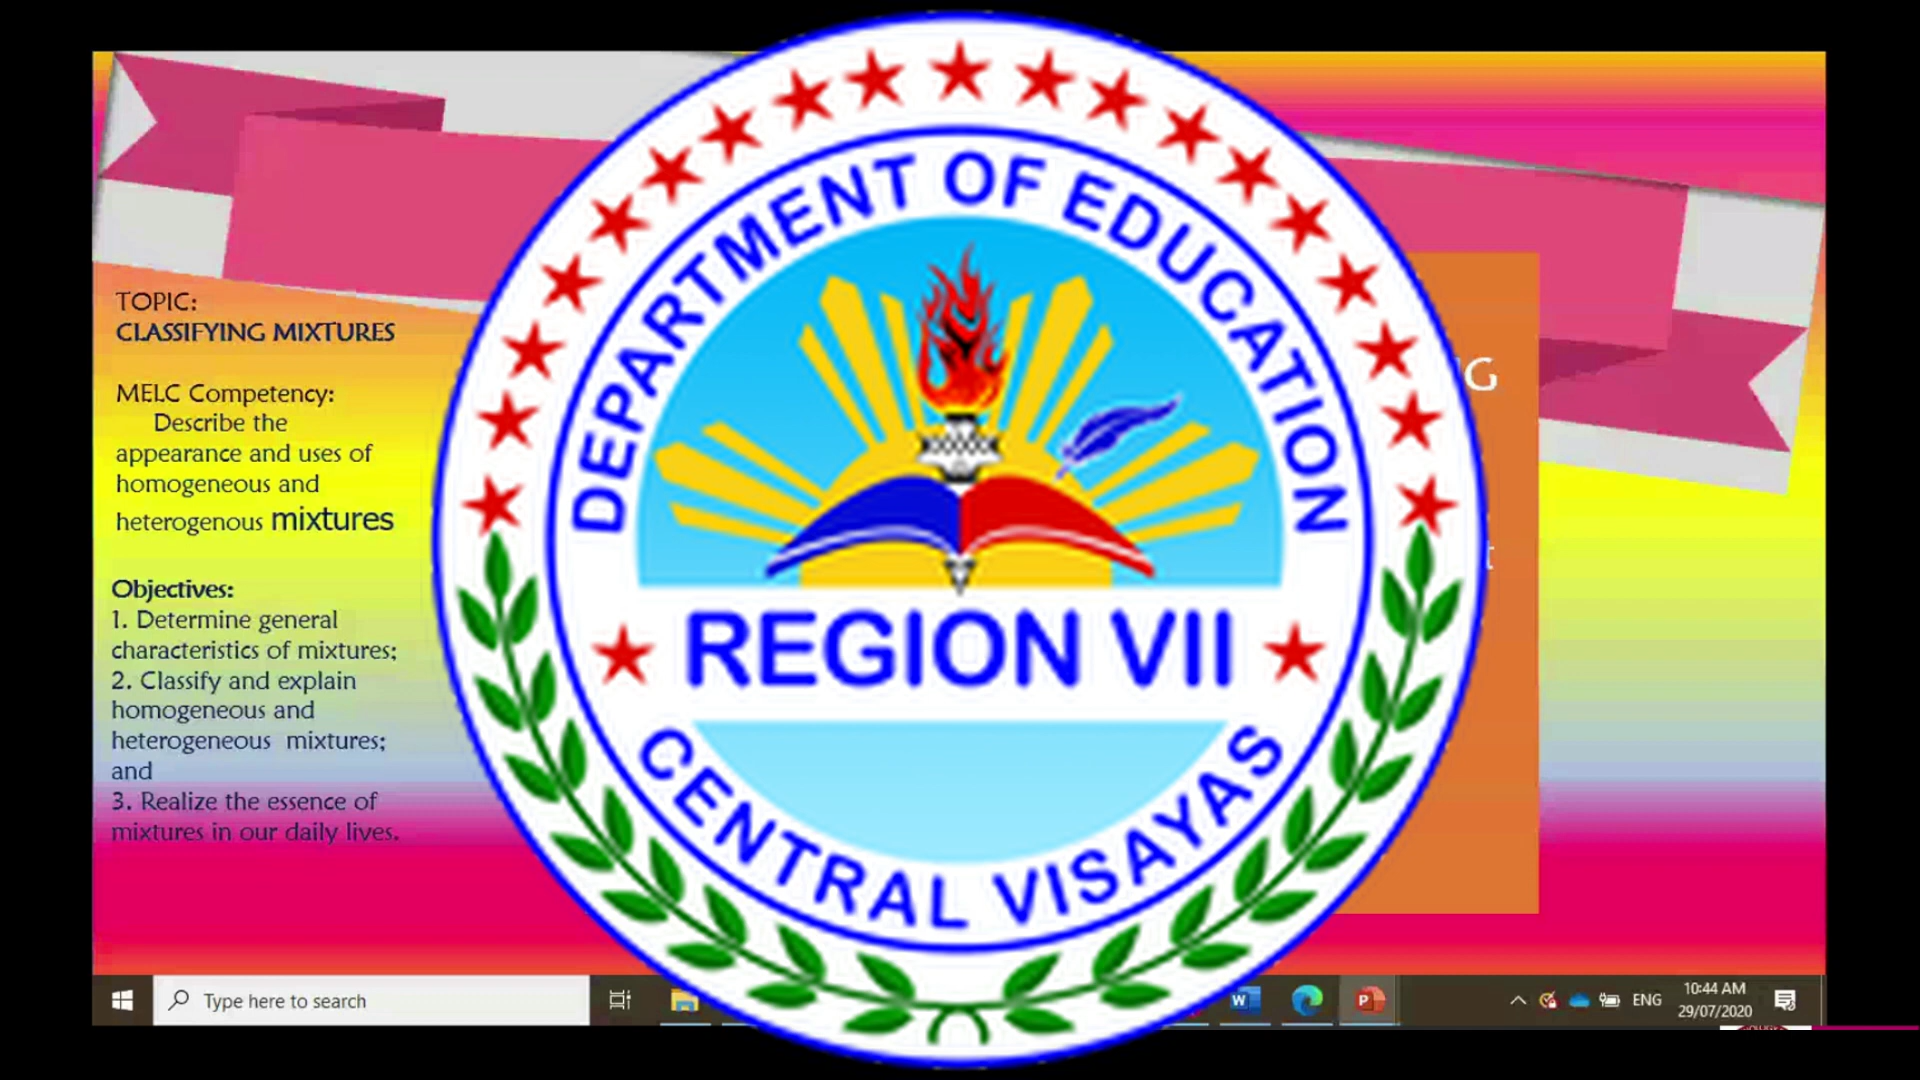 DEPARTMENT OF EDUCATION
REGION VII
CENTRAL VISAYAS
TOPIC:
CLASSIFYING MIXTURES
MELC Competency:
Describe the
appearance and uses of
homogeneous and
heterogenous mixtures
Objectives:
1. Determine general
characteristics of mixtures;
2. Classify and explain
homogeneous and
heterogeneous mixtures;
and
3. Realize the essence of
mixtures in our daily lives.
G
t
Type here to search
W
P
ENG
10:44 AM
29/07/2020